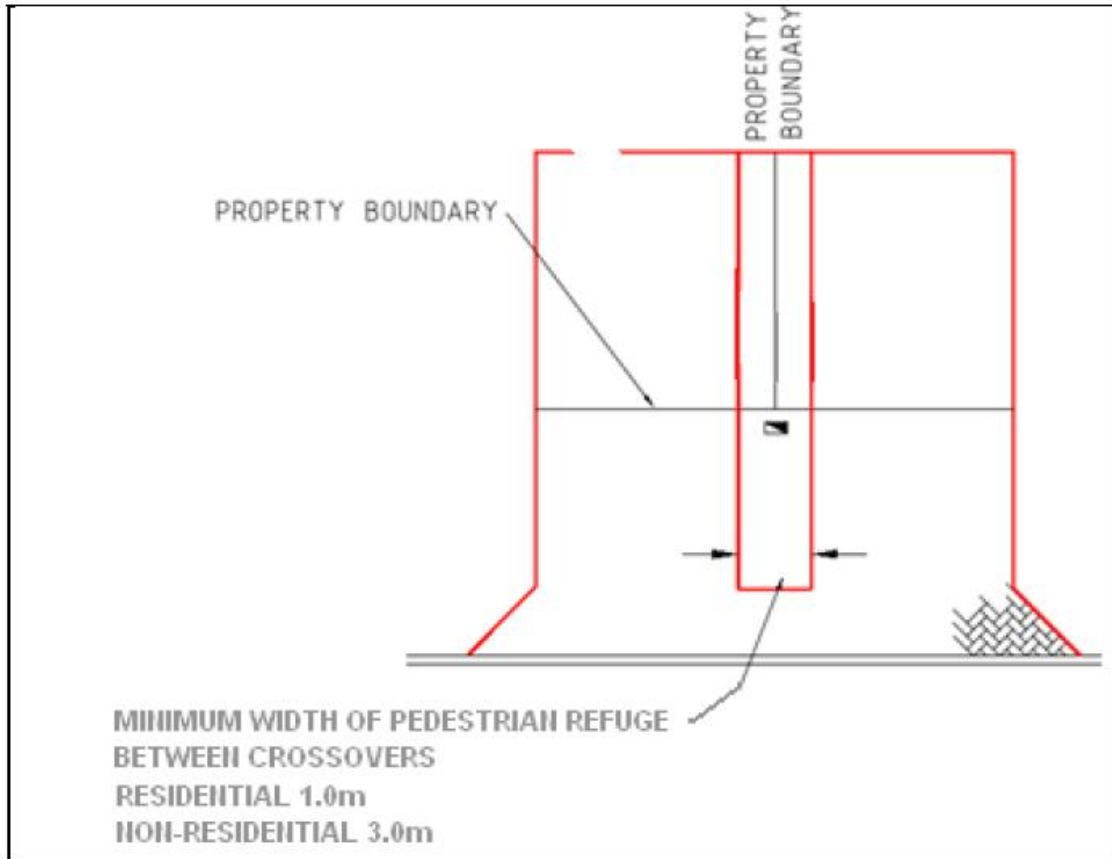 PROPERTY
BOUNDARY
PROPERTY BOUNDARY
MINIMUM WIDTH OF PEDESTRIAN REFUGE
BETWEEN CROSSOVERS
RESIDENTIAL 1.0m
NON-RESIDENTIAL 3.0m